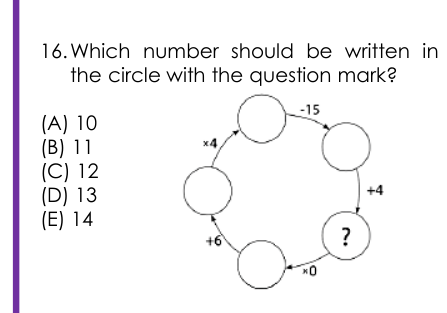 16. Which number should be written in
the circle with the question mark?
(A) 10
(B) 11
(C) 12
(D) 13
(E) 14
-15
×4
+4
?
+6
×0